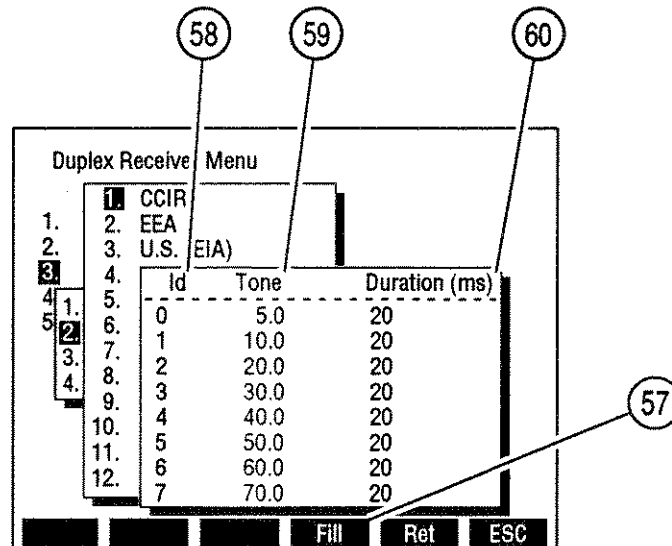 58 59 60
Duplex Receive Menu
1.
2.
3.
4
5
1.
2.
3.
4.
1. CCIR
2. EEA
3. U.S. EIA)
4.
5.
6.
7.
8.
9.
10.
11.
12.
Id Tone Duration (ms)
0 5.0 20
1 10.0 20
2 20.0 20
3 30.0 20
4 40.0 20
5 50.0 20
6 60.0 20
7 70.0 20
57
Fill Ret ESC